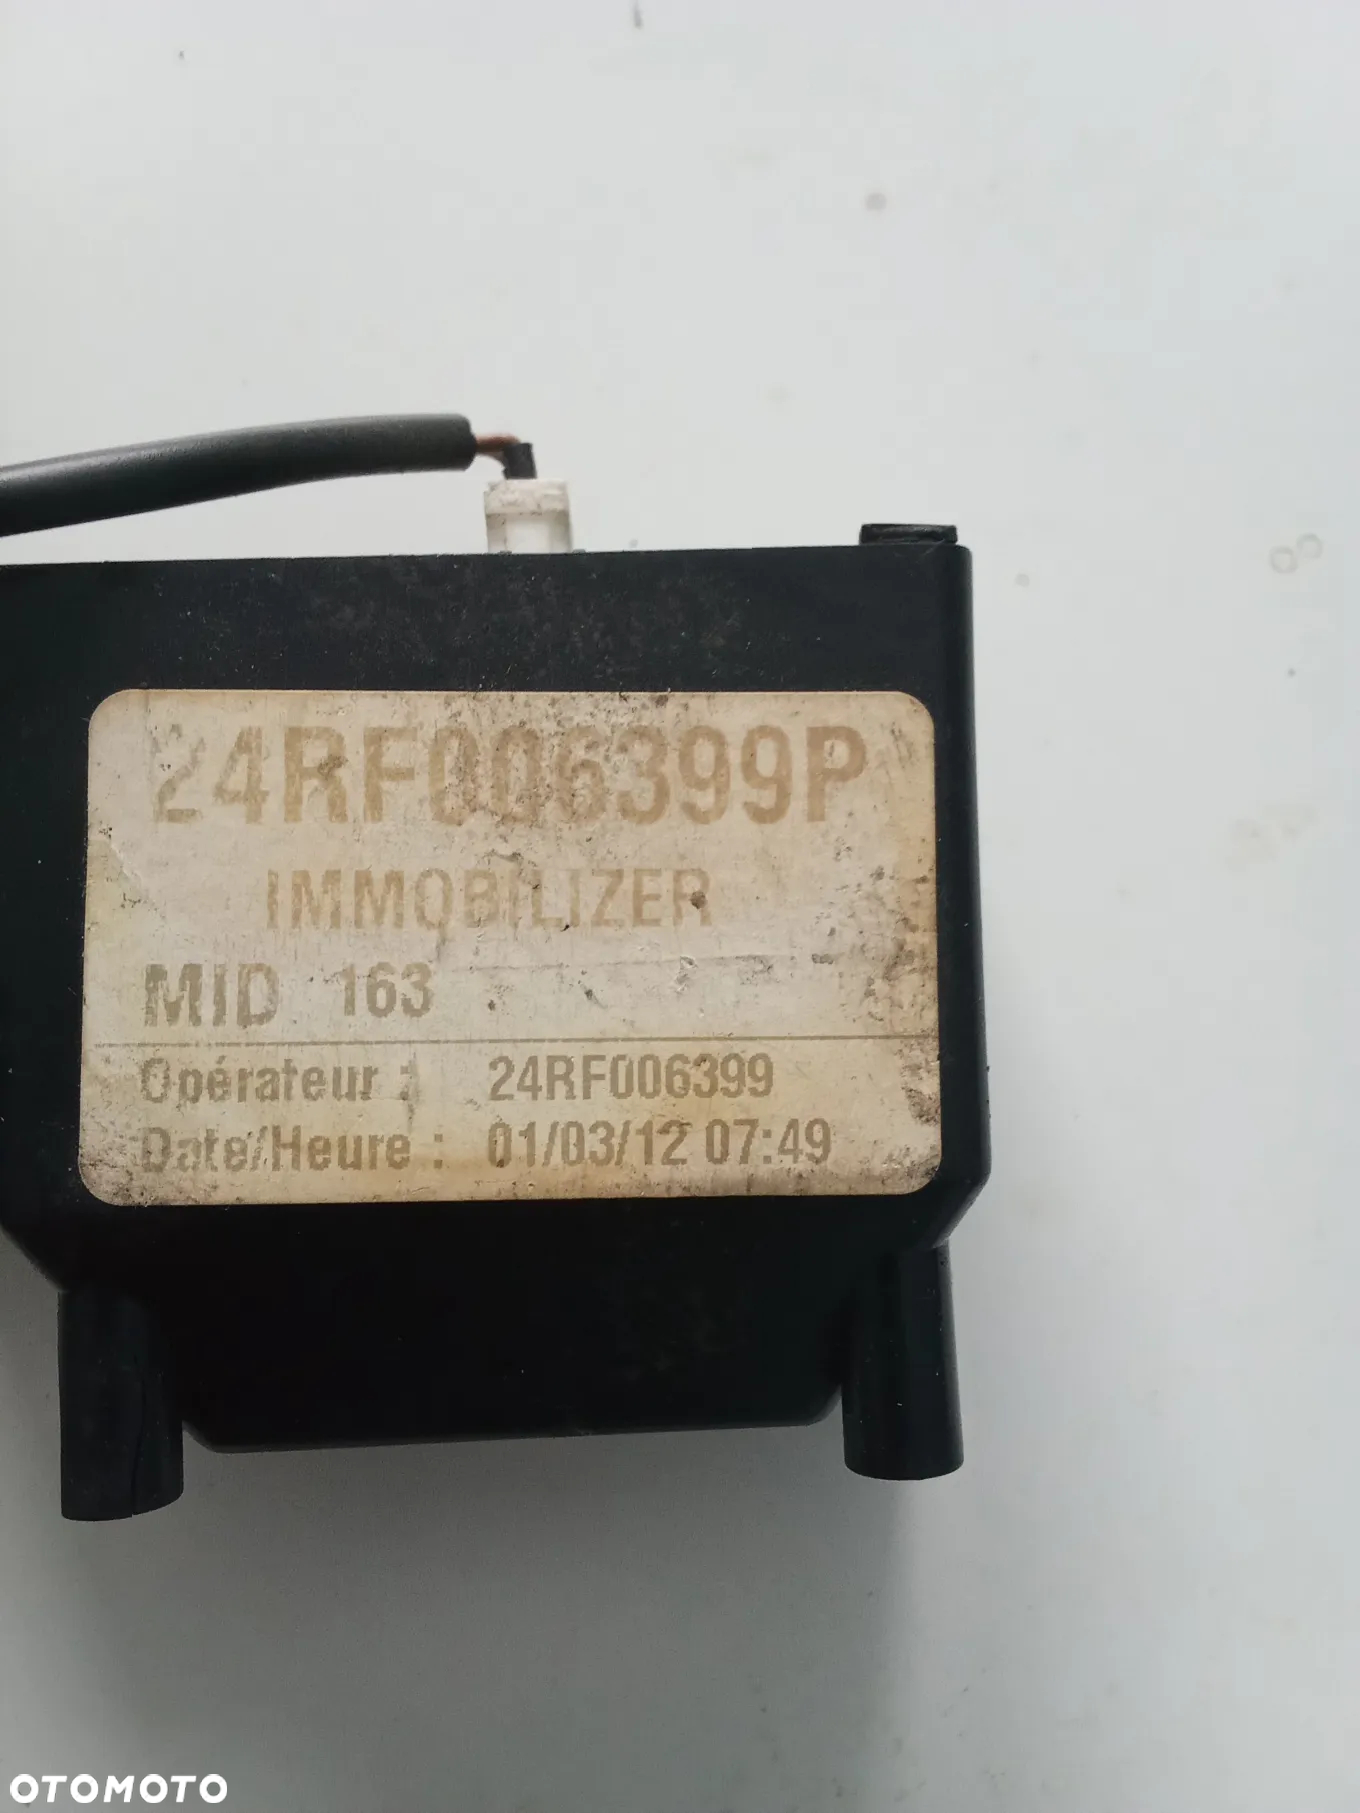 24RF006399P
IMMOBILIZER
MID 163
Opérateur : 24RF006399
Date/Heure : 01/03/12 07:49
OTOMOTO